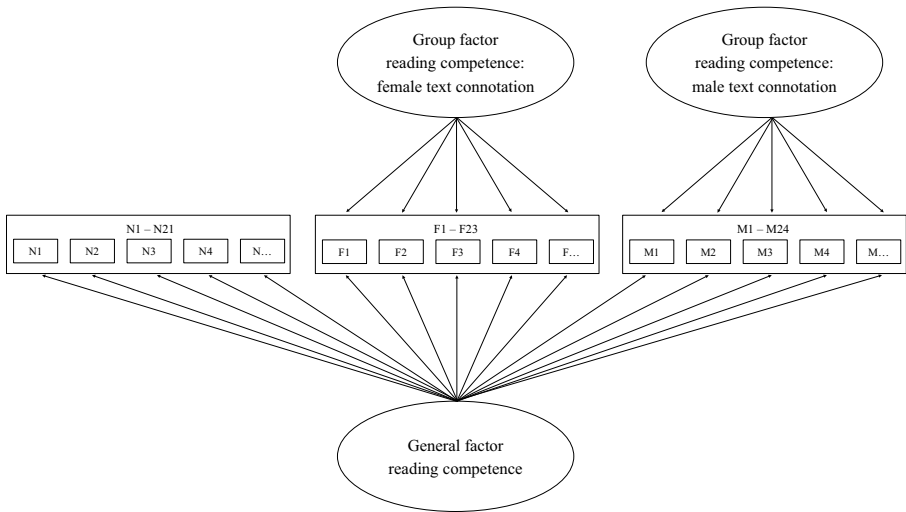 Group factor
reading competence:
female text connotation
Group factor
reading competence:
male text connotation
N1 – N21
N1 N2 N3 N4 N…
F1 – F23
F1 F2 F3 F4 F…
M1 – M24
M1 M2 M3 M4 M…
General factor
reading competence